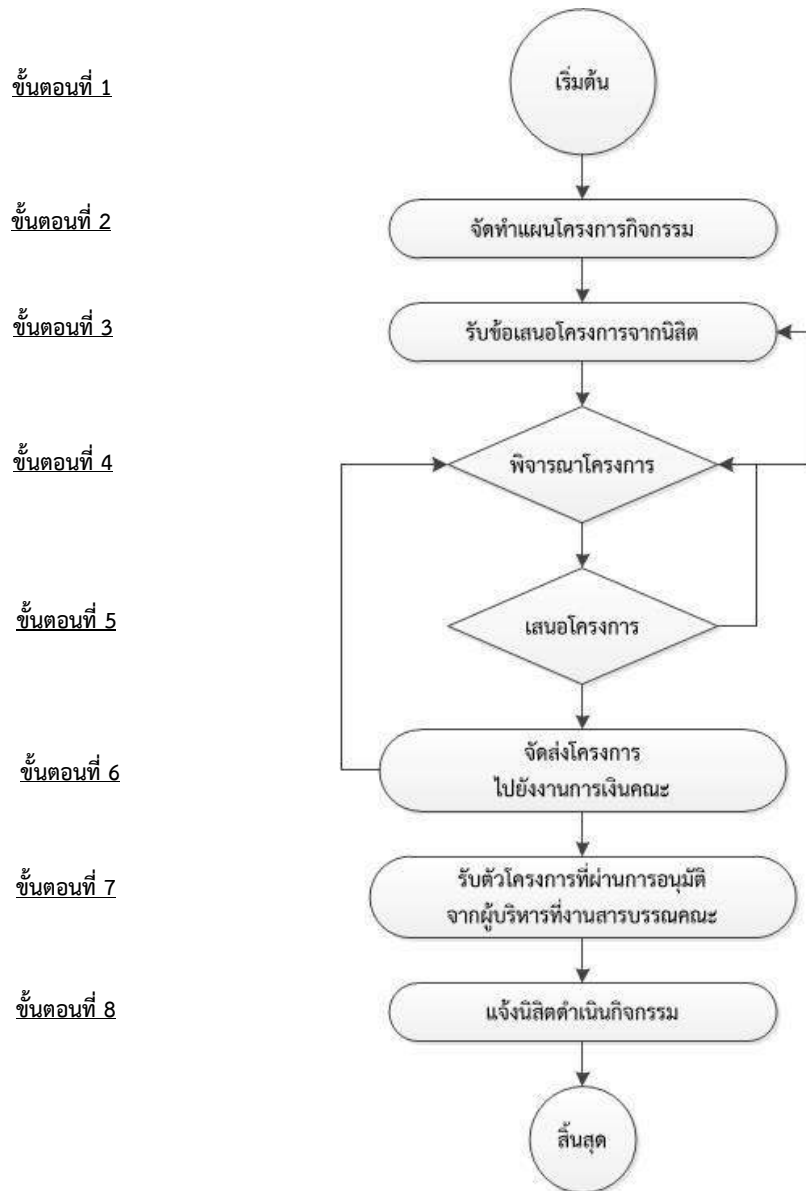 ขั้นตอนที่ 1
เริ่มต้น
ขั้นตอนที่ 2
จัดทำแผนโครงการกิจกรรม
ขั้นตอนที่ 3
รับข้อเสนอโครงการจากนิสิต
ขั้นตอนที่ 4
พิจารณาโครงการ
ขั้นตอนที่ 5
เสนอโครงการ
ขั้นตอนที่ 6
จัดส่งโครงการ
ไปยังงานการเงินคณะ
ขั้นตอนที่ 7
รับตัวโครงการที่ผ่านการอนุมัติ
จากผู้บริหารที่งานสารบรรณคณะ
ขั้นตอนที่ 8
แจ้งนิสิตดำเนินกิจกรรม
สิ้นสุด